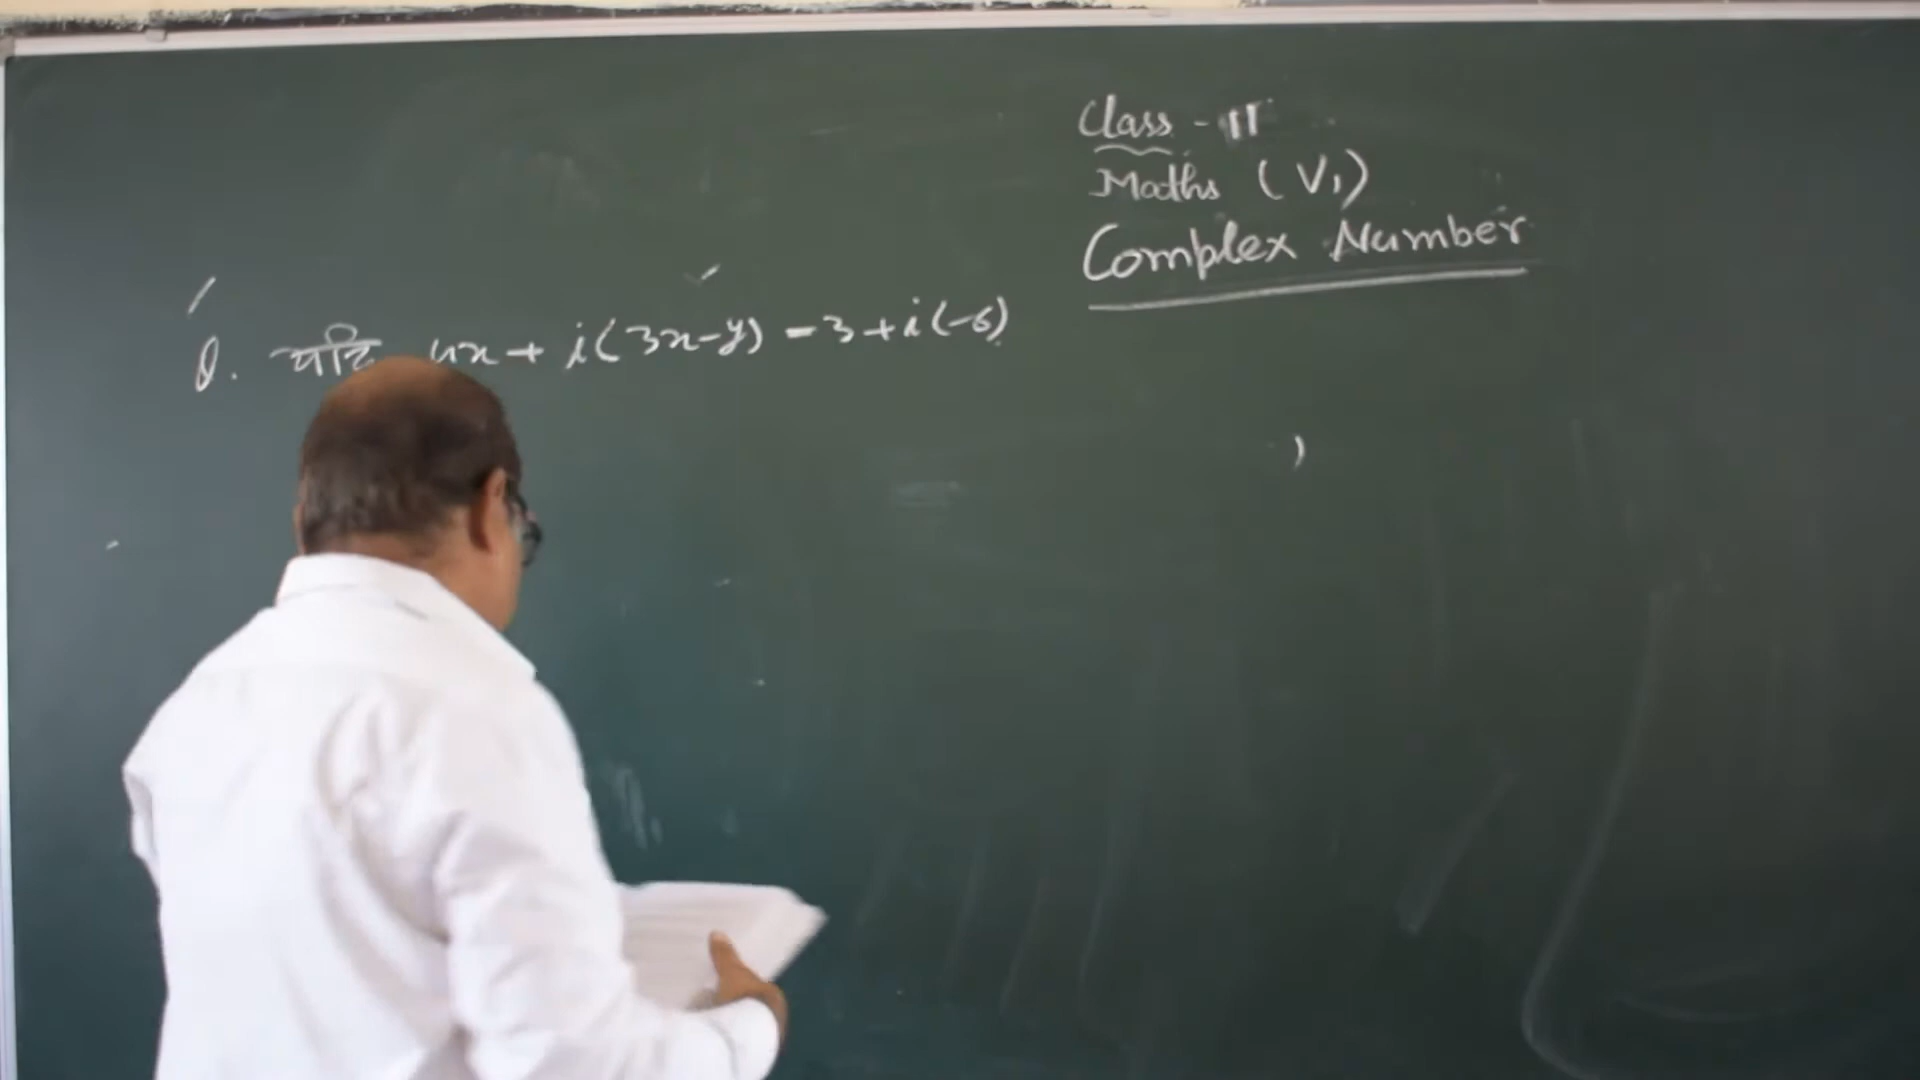 Class - 11
Maths (V1)
Complex Number
Q. यदि 4x + i(3x-y) = 3 + i(-6)